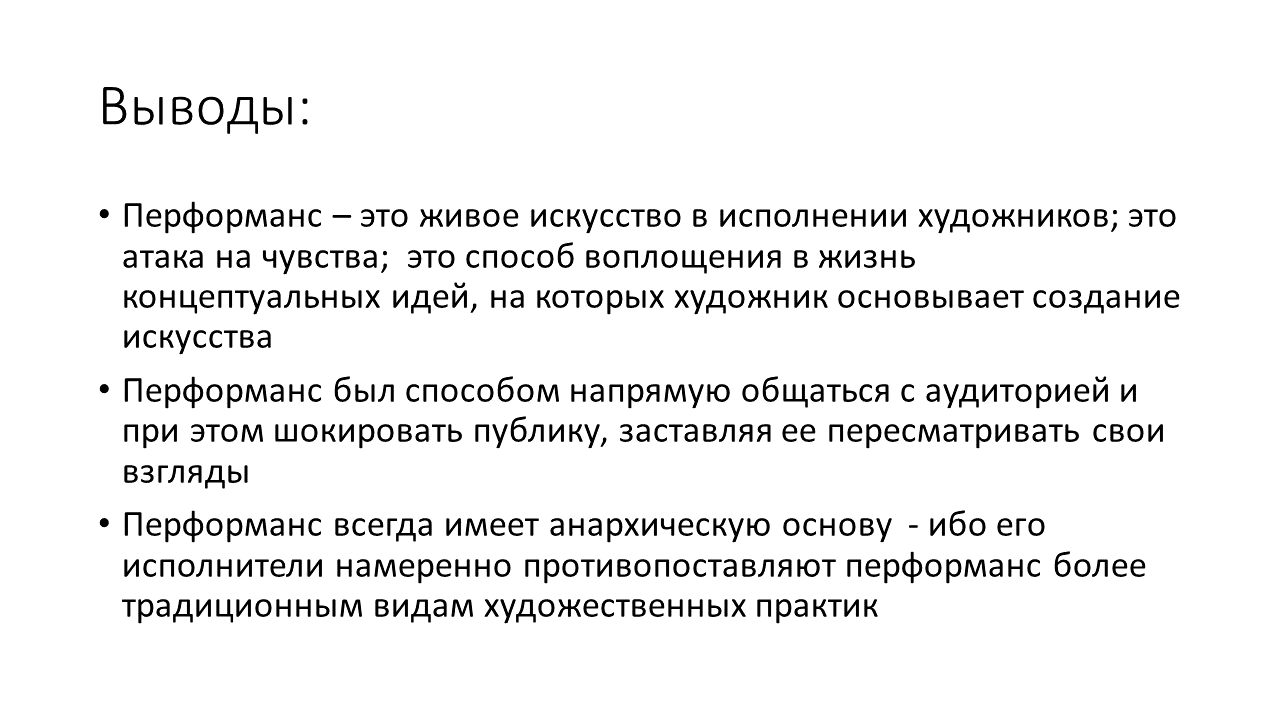 Выводы:
• Перформанс – это живое искусство в исполнении художников; это
атака на чувства;  это способ воплощения в жизнь
концептуальных идей, на которых художник основывает создание
искусства
• Перформанс был способом напрямую общаться с аудиторией и
при этом шокировать публику, заставляя ее пересматривать свои
взгляды
• Перформанс всегда имеет анархическую основу  - ибо его
исполнители намеренно противопоставляют перформанс более
традиционным видам художественных практик